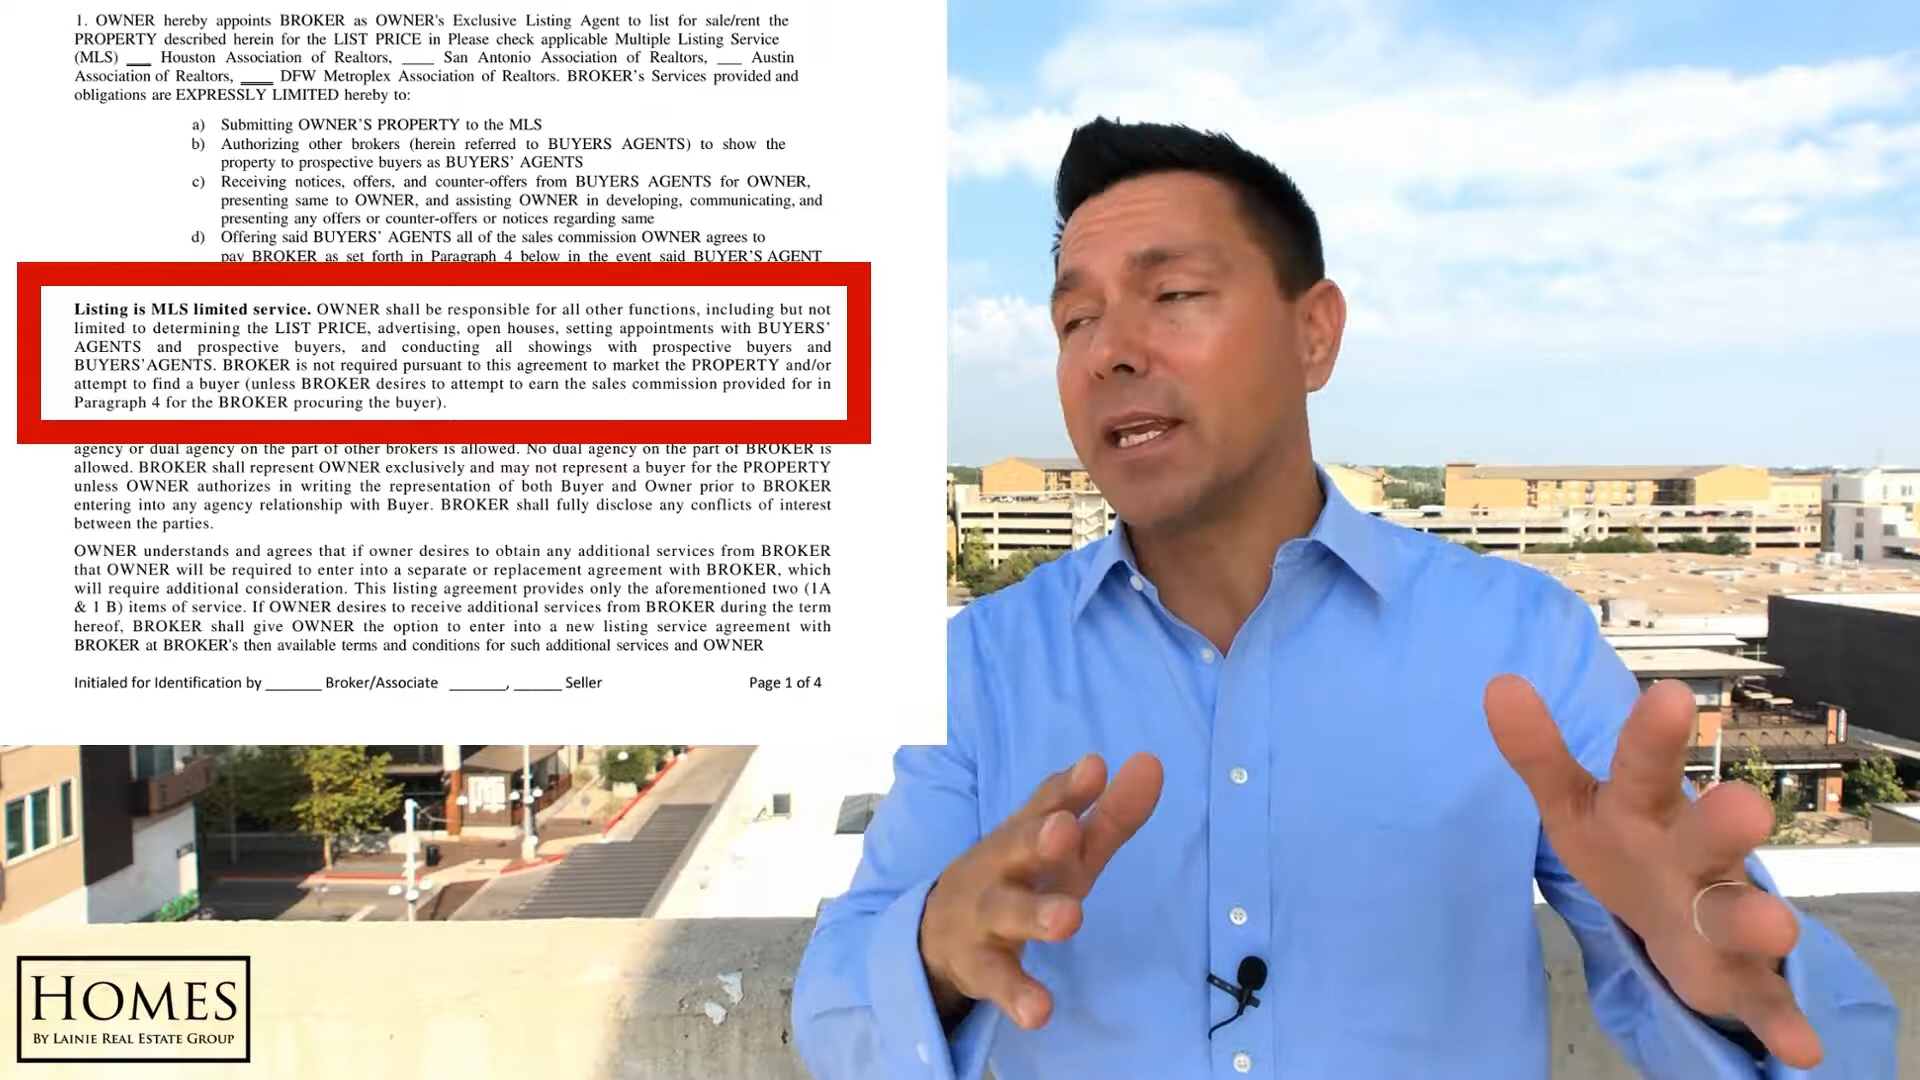 1. OWNER hereby appoints BROKER as OWNER's Exclusive Listing Agent to list for sale/rent the
PROPERTY described herein for the LIST PRICE in Please check applicable Multiple Listing Service
(MLS) ___ Houston Association of Realtors, ____ San Antonio Association of Realtors, ___ Austin
Association of Realtors, ____ DFW Metroplex Association of Realtors. BROKER's Services provided and
obligations are EXPRESSLY LIMITED hereby to:
a) Submitting OWNER'S PROPERTY to the MLS
b) Authorizing other brokers (herein referred to BUYERS AGENTS) to show the
property to prospective buyers as BUYERS' AGENTS
c) Receiving notices, offers, and counter-offers from BUYERS AGENTS for OWNER,
presenting same to OWNER, and assisting OWNER in developing, communicating, and
presenting any offers or counter-offers or notices regarding same
d) Offering said BUYERS' AGENTS all of the sales commission OWNER agrees to
pay BROKER as set forth in Paragraph 4 below in the event said BUYER'S AGENT
Listing is MLS limited service. OWNER shall be responsible for all other functions, including but not
limited to determining the LIST PRICE, advertising, open houses, setting appointments with BUYERS'
AGENTS and prospective buyers, and conducting all showings with prospective buyers and
BUYERS'AGENTS. BROKER is not required pursuant to this agreement to market the PROPERTY and/or
attempt to find a buyer (unless BROKER desires to attempt to earn the sales commission provided for in
Paragraph 4 for the BROKER procuring the buyer).
agency or dual agency on the part of other brokers is allowed. No dual agency on the part of BROKER is
allowed. BROKER shall represent OWNER exclusively and may not represent a buyer for the PROPERTY
unless OWNER authorizes in writing the representation of both Buyer and Owner prior to BROKER
entering into any agency relationship with Buyer. BROKER shall fully disclose any conflicts of interest
between the parties.
OWNER understands and agrees that if owner desires to obtain any additional services from BROKER
that OWNER will be required to enter into a separate or replacement agreement with BROKER, which
will require additional consideration. This listing agreement provides only the aforementioned two (1A
& 1 B) items of service. If OWNER desires to receive additional services from BROKER during the term
hereof, BROKER shall give OWNER the option to enter into a new listing service agreement with
BROKER at BROKER's then available terms and conditions for such additional services and OWNER
Initialed for Identification by _______ Broker/Associate _______, ______ Seller Page 1 of 4
HOMES
BY LAINIE REAL ESTATE GROUP